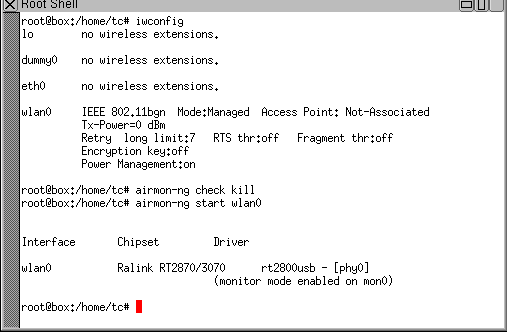 Root Shell
root@box:/home/tc# iwconfig
lo        no wireless extensions.
dummy0    no wireless extensions.
eth0      no wireless extensions.
wlan0     IEEE 802.11bgn  Mode:Managed  Access Point: Not-Associated
          Tx-Power=0 dBm
          Retry  long limit:7   RTS thr:off   Fragment thr:off
          Encryption key:off
          Power Management:on
root@box:/home/tc# airmon-ng check kill
root@box:/home/tc# airmon-ng start wlan0
Interface       Chipset         Driver
wlan0           Ralink RT2870/3070      rt2800usb - [phy0]
                                (monitor mode enabled on mon0)
root@box:/home/tc#